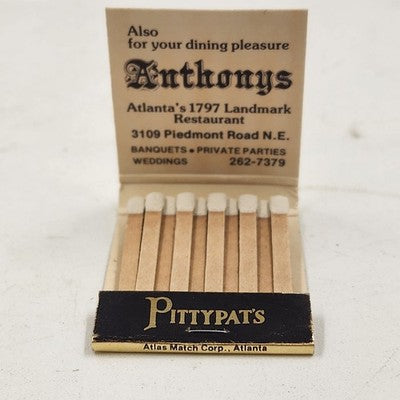 Also
for your dining pleasure
Anthonys
Atlanta's 1797 Landmark
Restaurant
3109 Piedmont Road N.E.
BANQUETS • PRIVATE PARTIES
WEDDINGS 262-7379
PITTYPAT'S
Atlas Match Corp., Atlanta